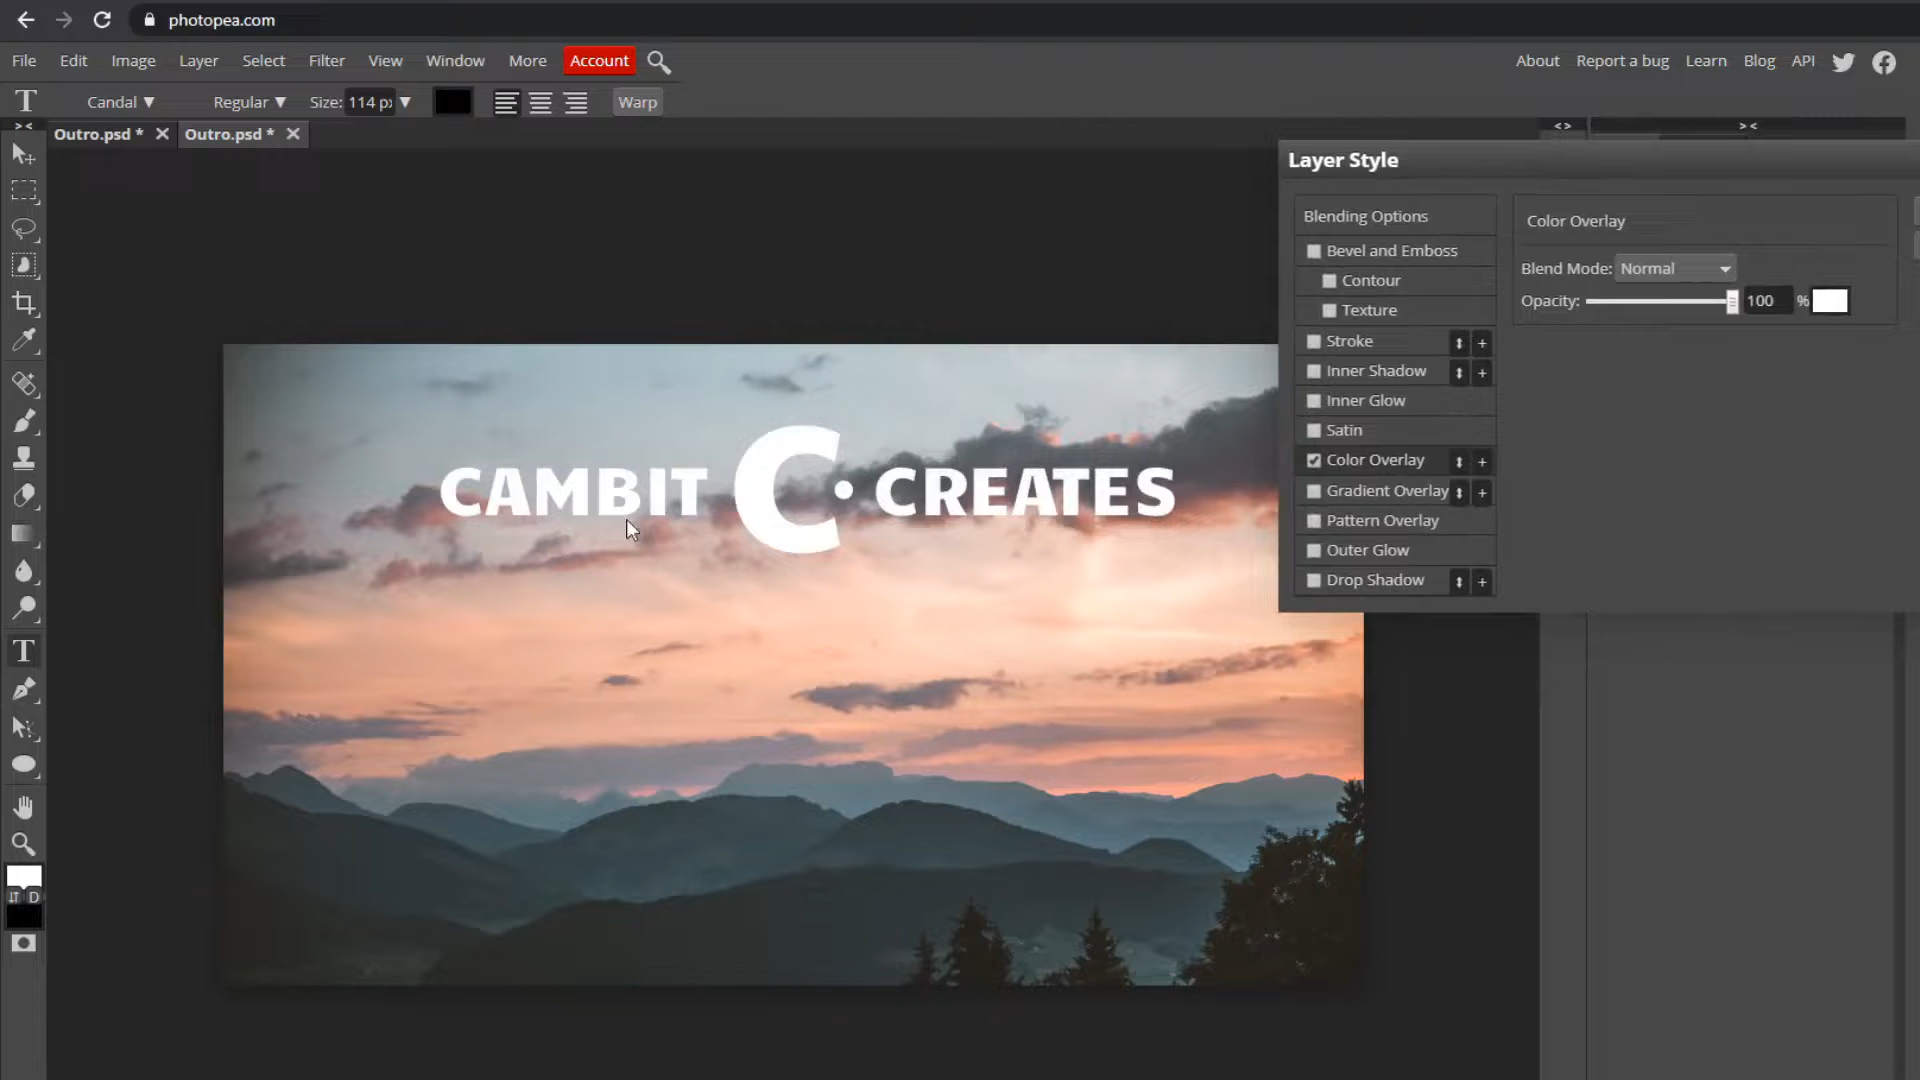 photopea.com
File Edit Image Layer Select Filter View Window More Account About Report a bug Learn Blog API
T Candal ▼ Regular ▼ Size: 114 p ▼ Warp
> < Outro.psd * ✕ Outro.psd * ✕ <> > <
Layer Style
Blending Options
Color Overlay
Bevel and Emboss
Blend Mode: Normal
Contour
Opacity: 100 %
Texture
Stroke +
Inner Shadow +
Inner Glow
Satin
Color Overlay +
Gradient Overlay +
Pattern Overlay
Outer Glow
Drop Shadow +
CAMBIT C • CREATES
T
D